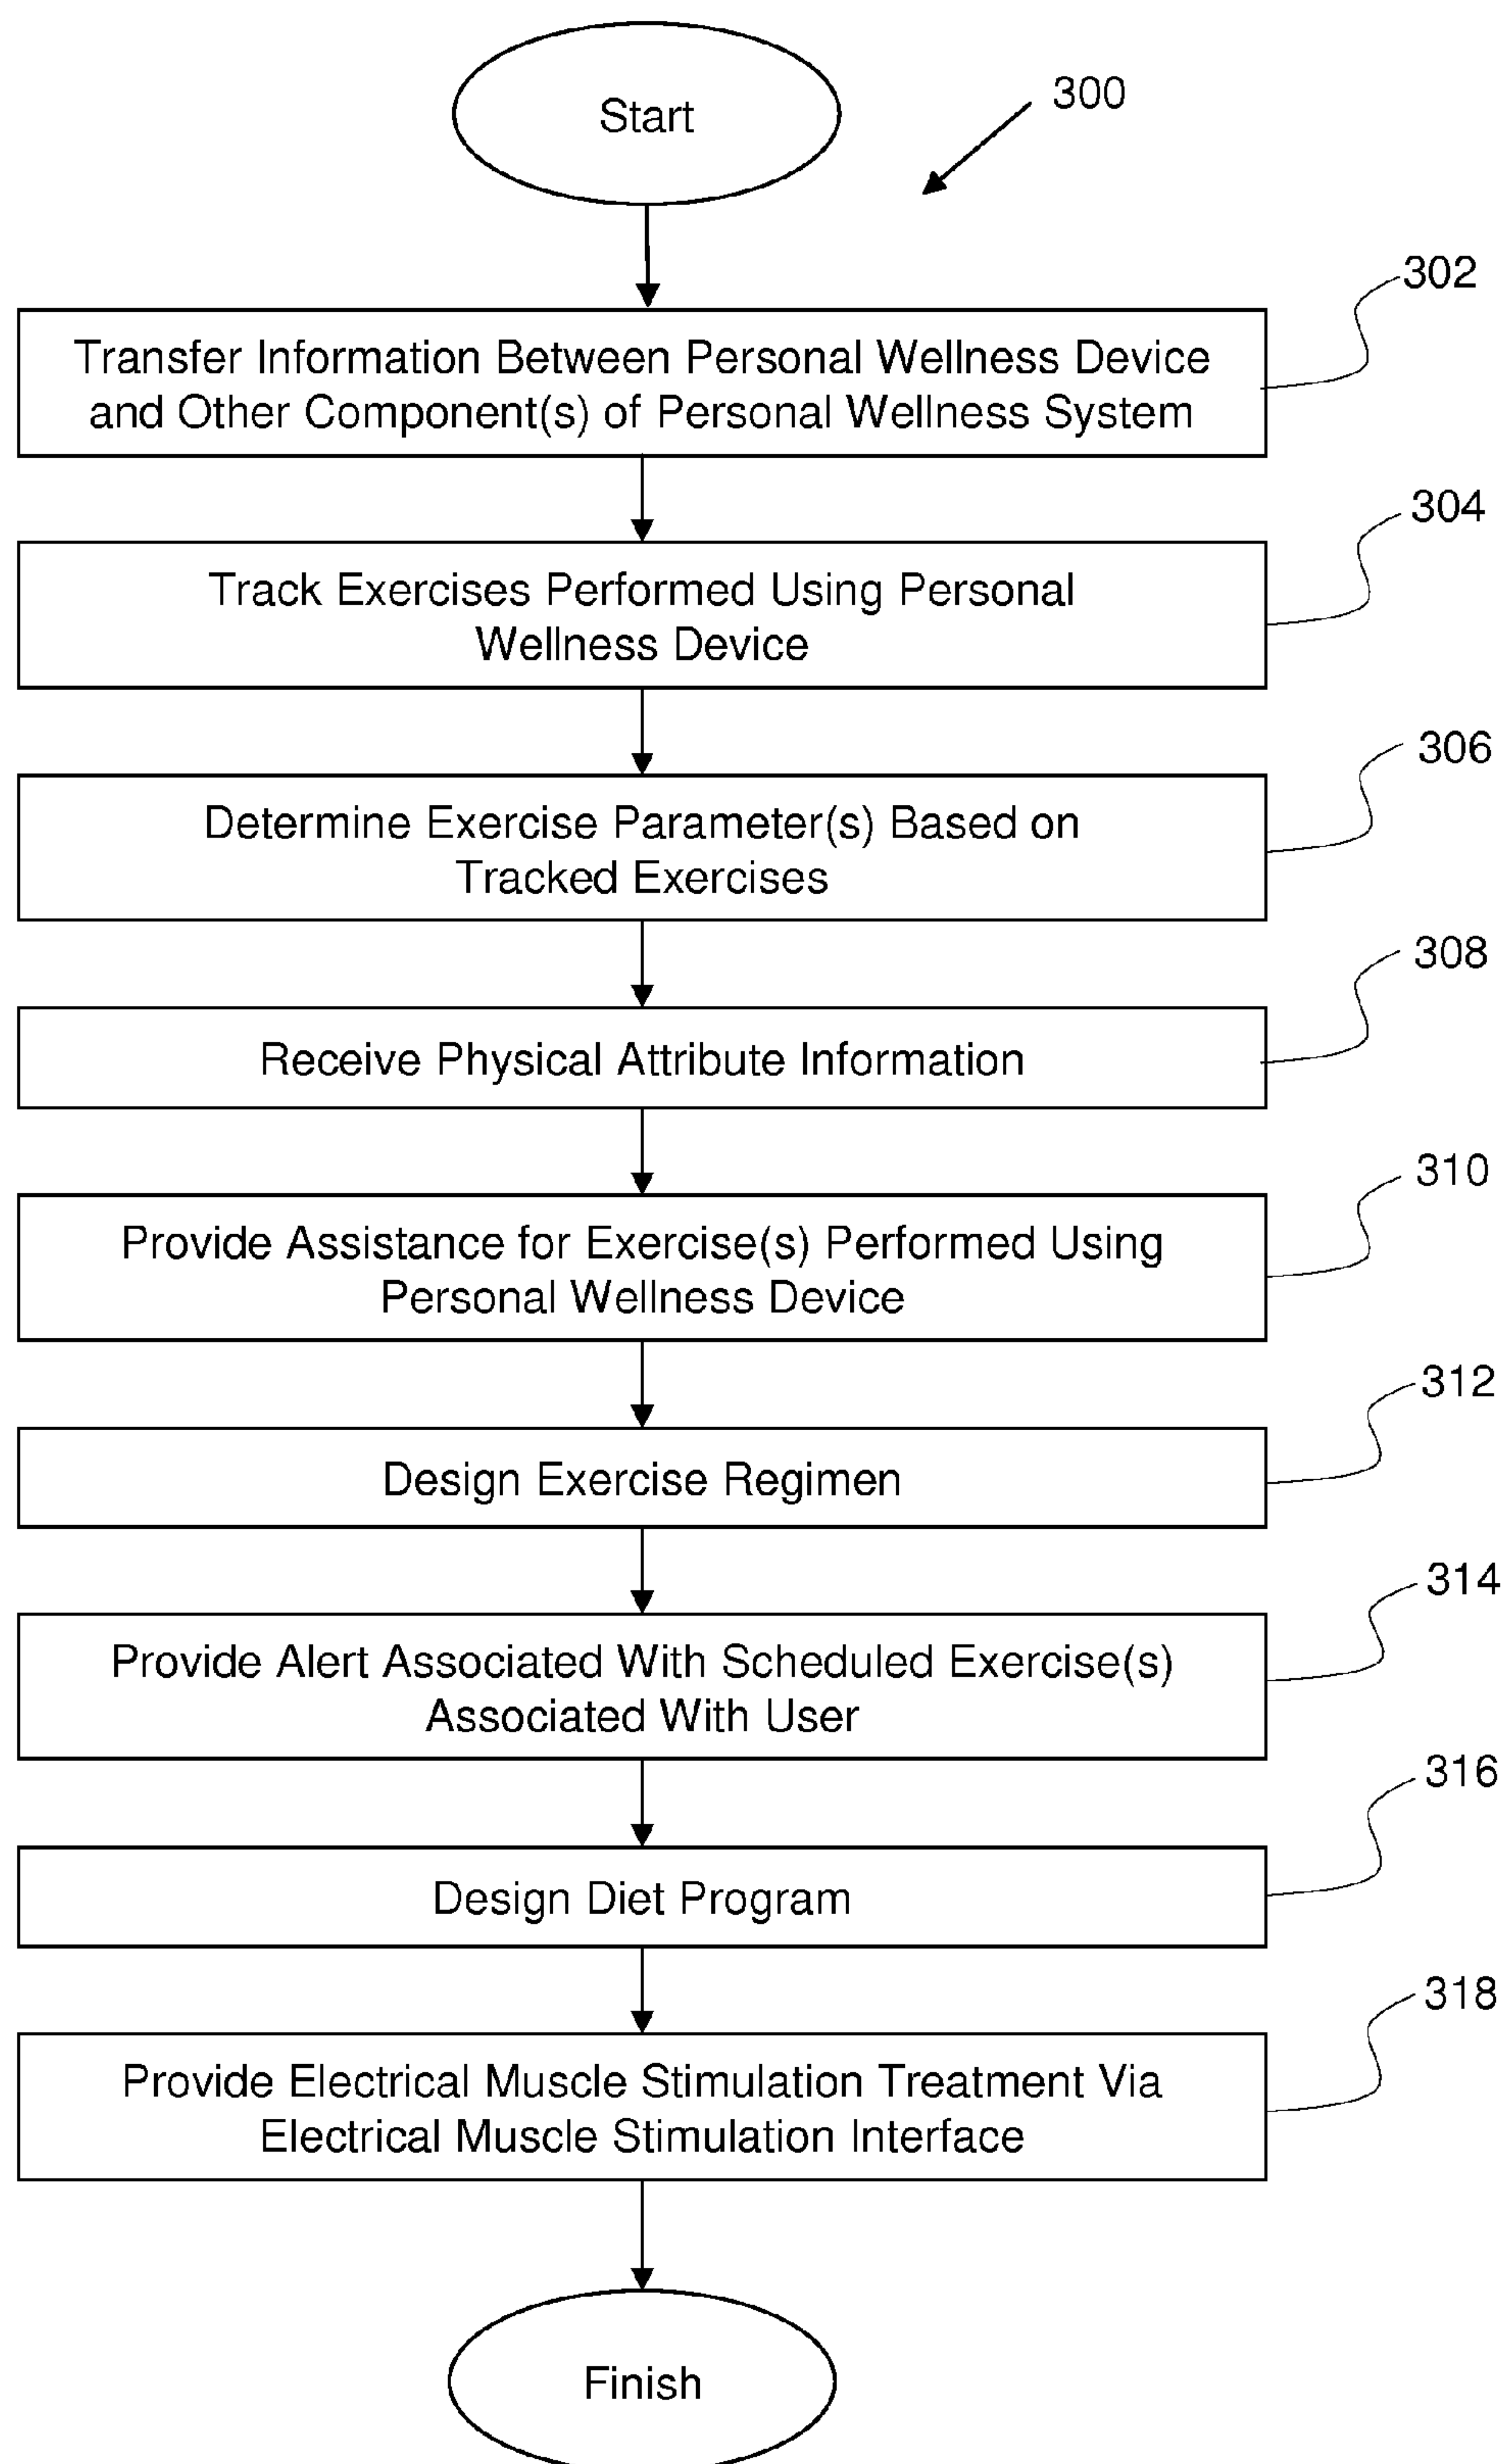 Start
300
302
Transfer Information Between Personal Wellness Device
and Other Component(s) of Personal Wellness System
304
Track Exercises Performed Using Personal
Wellness Device
306
Determine Exercise Parameter(s) Based on
Tracked Exercises
308
Receive Physical Attribute Information
310
Provide Assistance for Exercise(s) Performed Using
Personal Wellness Device
312
Design Exercise Regimen
314
Provide Alert Associated With Scheduled Exercise(s)
Associated With User
316
Design Diet Program
318
Provide Electrical Muscle Stimulation Treatment Via
Electrical Muscle Stimulation Interface
Finish